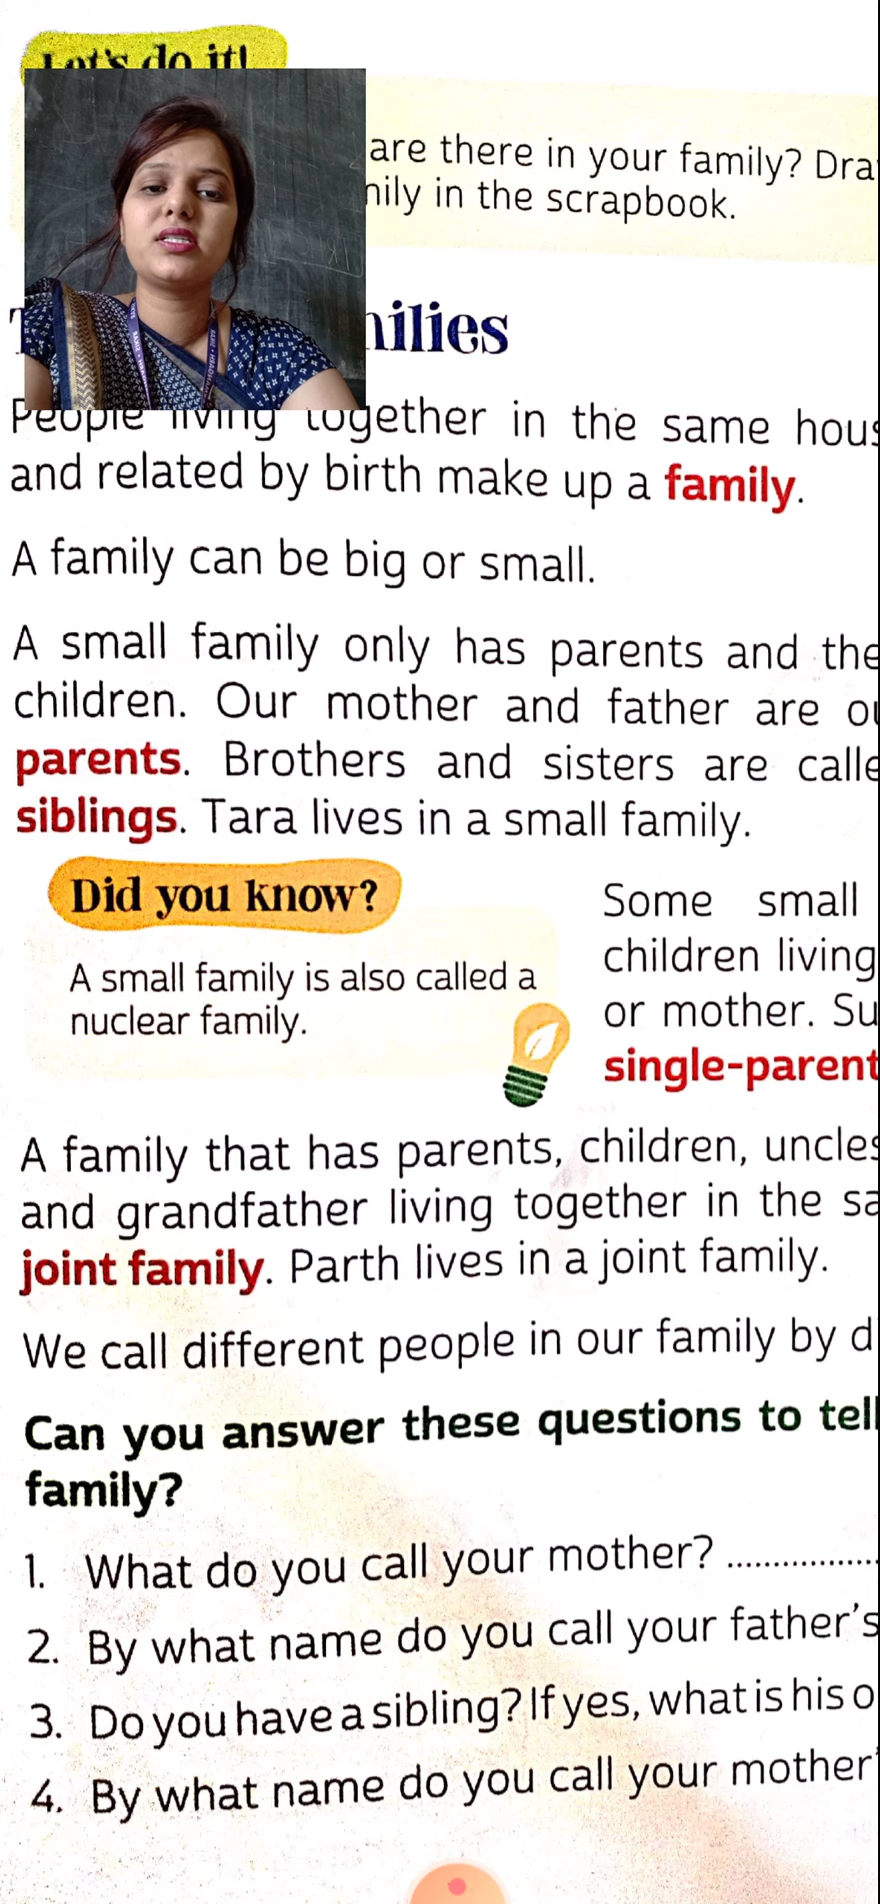 Let's do it!
are there in your family? Dra
nily in the scrapbook.
nilies
People living together in the same hous
and related by birth make up a family.
A family can be big or small.
A small family only has parents and the
children. Our mother and father are ou
parents. Brothers and sisters are calle
siblings. Tara lives in a small family.
Did you know?
A small family is also called a
nuclear family.
Some small
children living
or mother. Su
single-parent
A family that has parents, children, uncles
and grandfather living together in the sa
joint family. Parth lives in a joint family.
We call different people in our family by d
Can you answer these questions to tell
family?
1. What do you call your mother? ................
2. By what name do you call your father's
3. Do you have a sibling? If yes, what is his o
4. By what name do you call your mother'